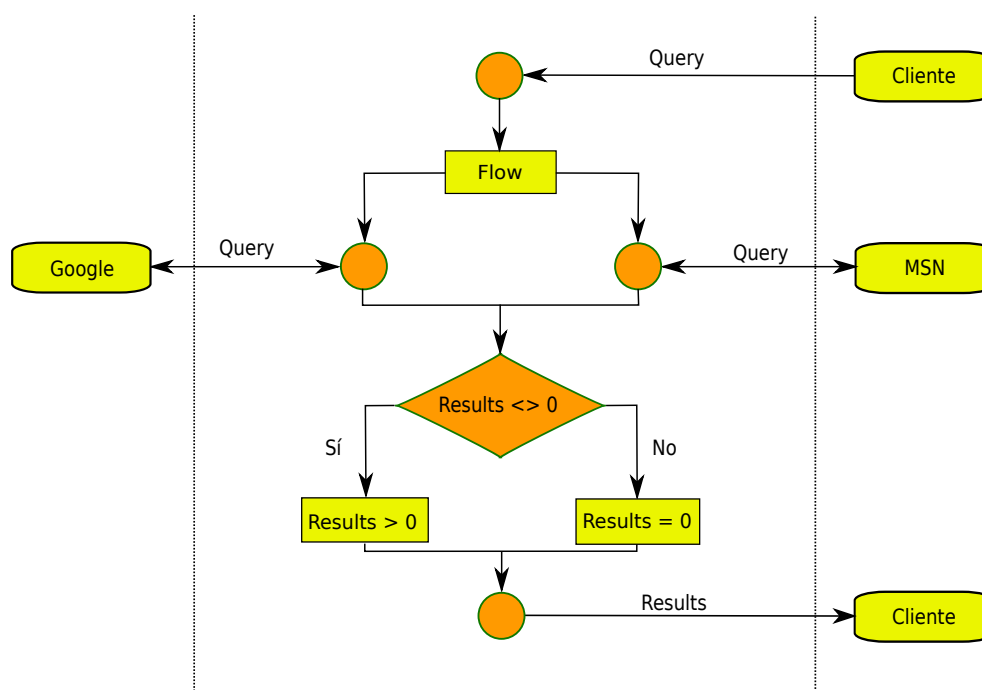 Query
Cliente
Flow
Google
Query
Query
MSN
Results <> 0
Sí
No
Results > 0
Results = 0
Results
Cliente